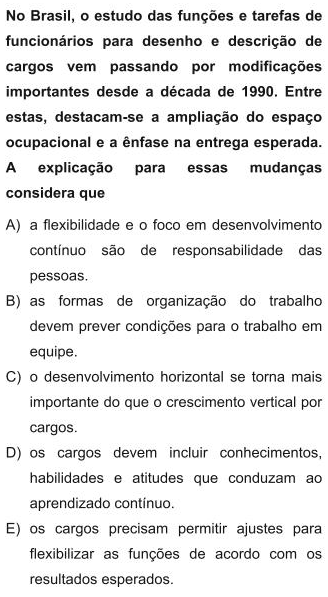 No Brasil, o estudo das funções e tarefas de
funcionários para desenho e descrição de
cargos vem passando por modificações
importantes desde a década de 1990. Entre
estas, destacam-se a ampliação do espaço
ocupacional e a ênfase na entrega esperada.
A explicação para essas mudanças
considera que
A) a flexibilidade e o foco em desenvolvimento
contínuo são de responsabilidade das
pessoas.
B) as formas de organização do trabalho
devem prever condições para o trabalho em
equipe.
C) o desenvolvimento horizontal se torna mais
importante do que o crescimento vertical por
cargos.
D) os cargos devem incluir conhecimentos,
habilidades e atitudes que conduzam ao
aprendizado contínuo.
E) os cargos precisam permitir ajustes para
flexibilizar as funções de acordo com os
resultados esperados.